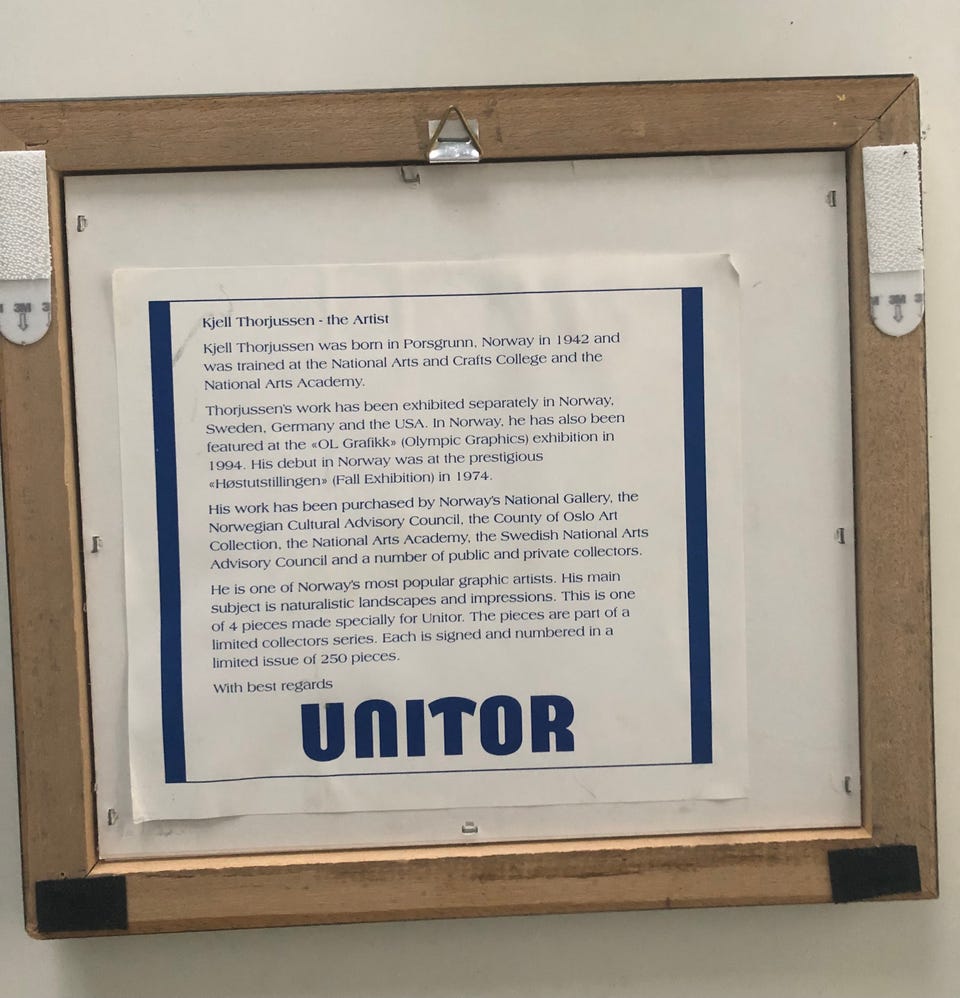 Kjell Thorjussen - the Artist
Kjell Thorjussen was born in Porsgrunn, Norway in 1942 and
was trained at the National Arts and Crafts College and the
National Arts Academy.
Thorjussen's work has been exhibited separately in Norway,
Sweden, Germany and the USA. In Norway, he has also been
featured at the «OL Grafikk» (Olympic Graphics) exhibition in
1994. His debut in Norway was at the prestigious
«Høstutstillingen» (Fall Exhibition) in 1974.
His work has been purchased by Norway's National Gallery, the
Norwegian Cultural Advisory Council, the County of Oslo Art
Collection, the National Arts Academy, the Swedish National Arts
Advisory Council and a number of public and private collectors.
He is one of Norway's most popular graphic artists. His main
subject is naturalistic landscapes and impressions. This is one
of 4 pieces made specially for Unitor. The pieces are part of a
limited collectors series. Each is signed and numbered in a
limited issue of 250 pieces.
With best regards
UNITOR
3M
3M